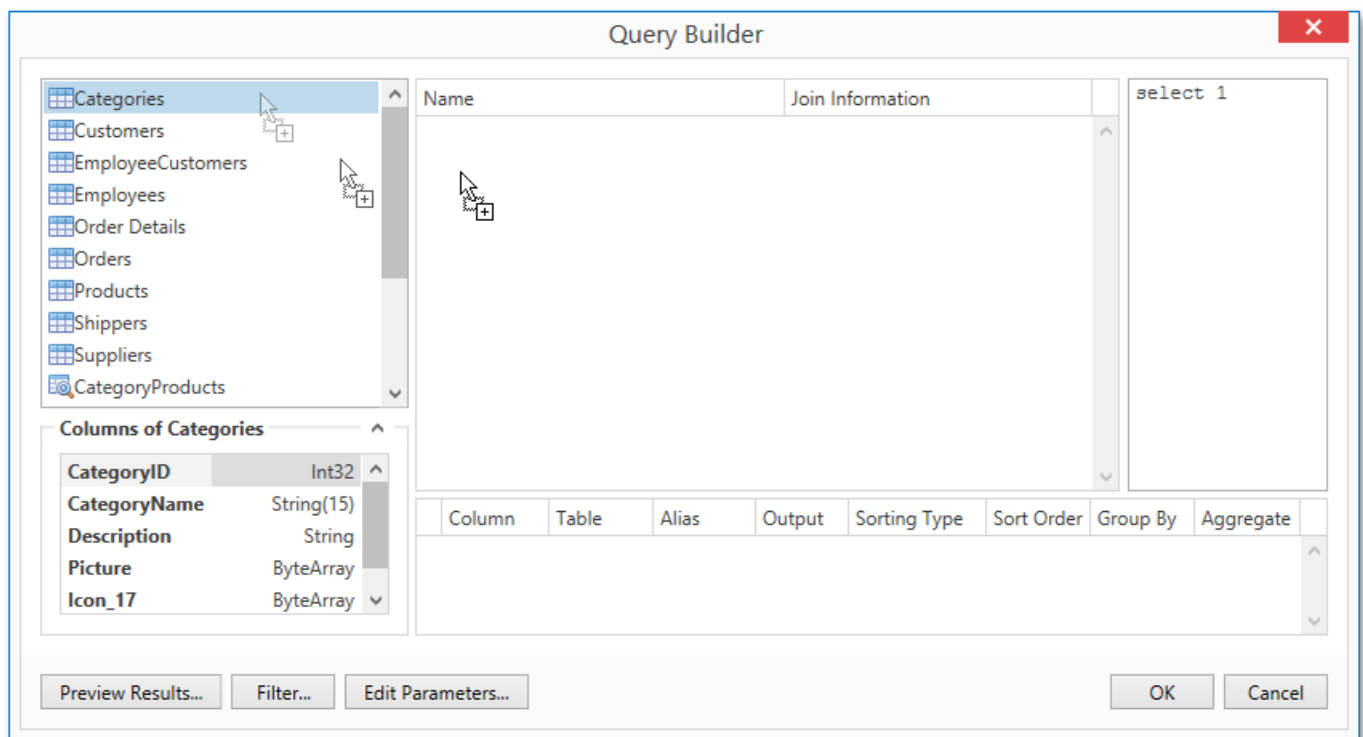 Query Builder
Categories
Customers
EmployeeCustomers
Employees
Order Details
Orders
Products
Shippers
Suppliers
CategoryProducts
Columns of Categories
CategoryID Int32
CategoryName String(15)
Description String
Picture ByteArray
Icon_17 ByteArray
Name Join Information
select 1
Column Table Alias Output Sorting Type Sort Order Group By Aggregate
Preview Results... Filter... Edit Parameters... OK Cancel